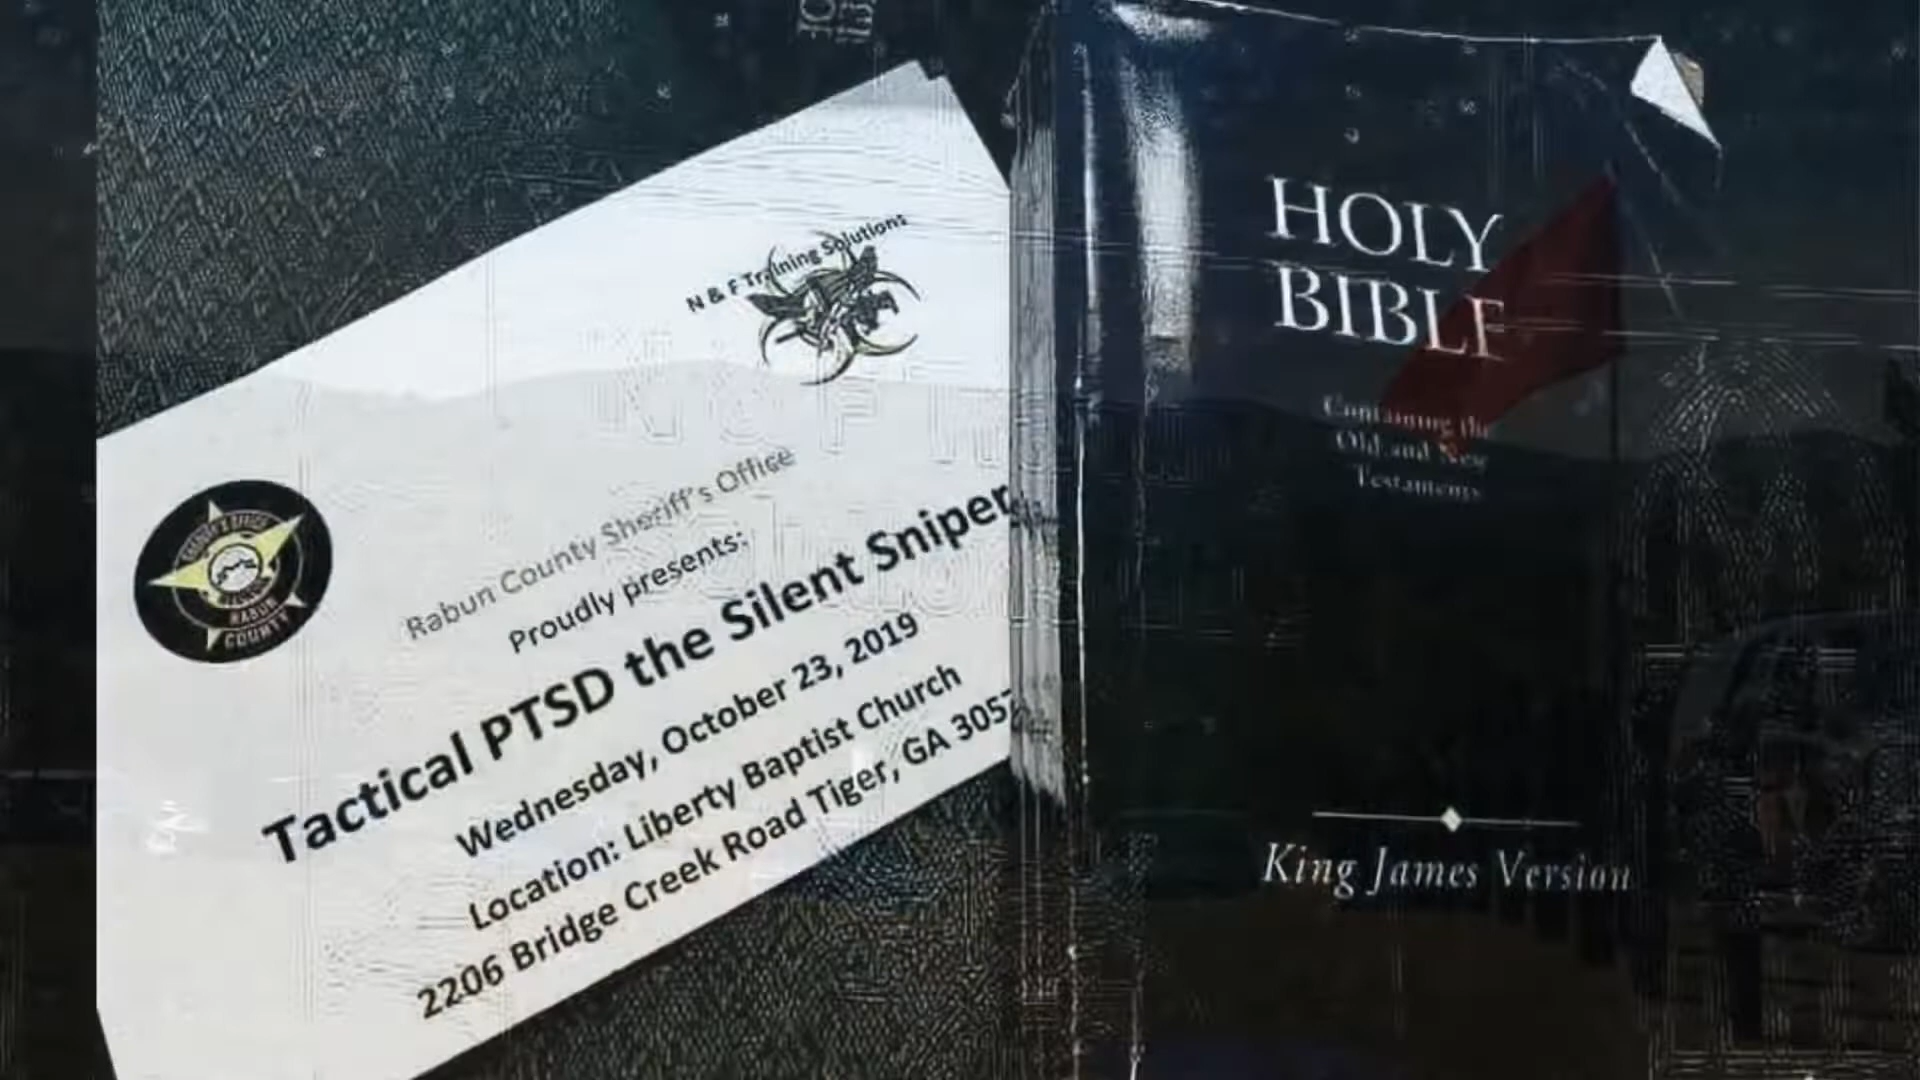 N & F Training Solutions
Rabun County Sheriff's Office
Proudly presents:
Tactical PTSD the Silent Sniper
Wednesday, October 23, 2019
Location: Liberty Baptist Church
2206 Bridge Creek Road Tiger, GA
RABUN
COUNTY
HOLY
BIBLE
Containing the
Old and New
Testaments
King James Version